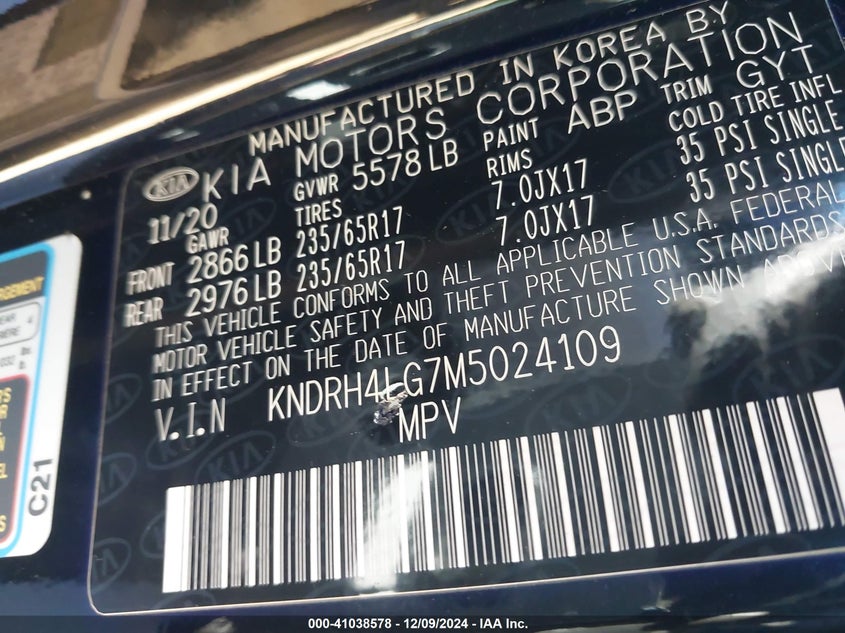 MANUFACTURED IN KOREA BY
KIA KIA MOTORS CORPORATION
11/20 GVWR 5578 LB PAINT ABP TRIM GYT
GAWR TIRES RIMS COLD TIRE INFL
FRONT 2866 LB 235/65R17 7.0JX17 35 PSI SINGLE
REAR 2976 LB 235/65R17 7.0JX17 35 PSI SINGLE
THIS VEHICLE CONFORMS TO ALL APPLICABLE U.S.A. FEDERAL
MOTOR VEHICLE SAFETY AND THEFT PREVENTION STANDARDS
IN EFFECT ON THE DATE OF MANUFACTURE SHOWN ABOVE
V.I.N KNDRH4LG7M5024109
MPV
C21
000-41038578 - 12/09/2024 - IAA Inc.